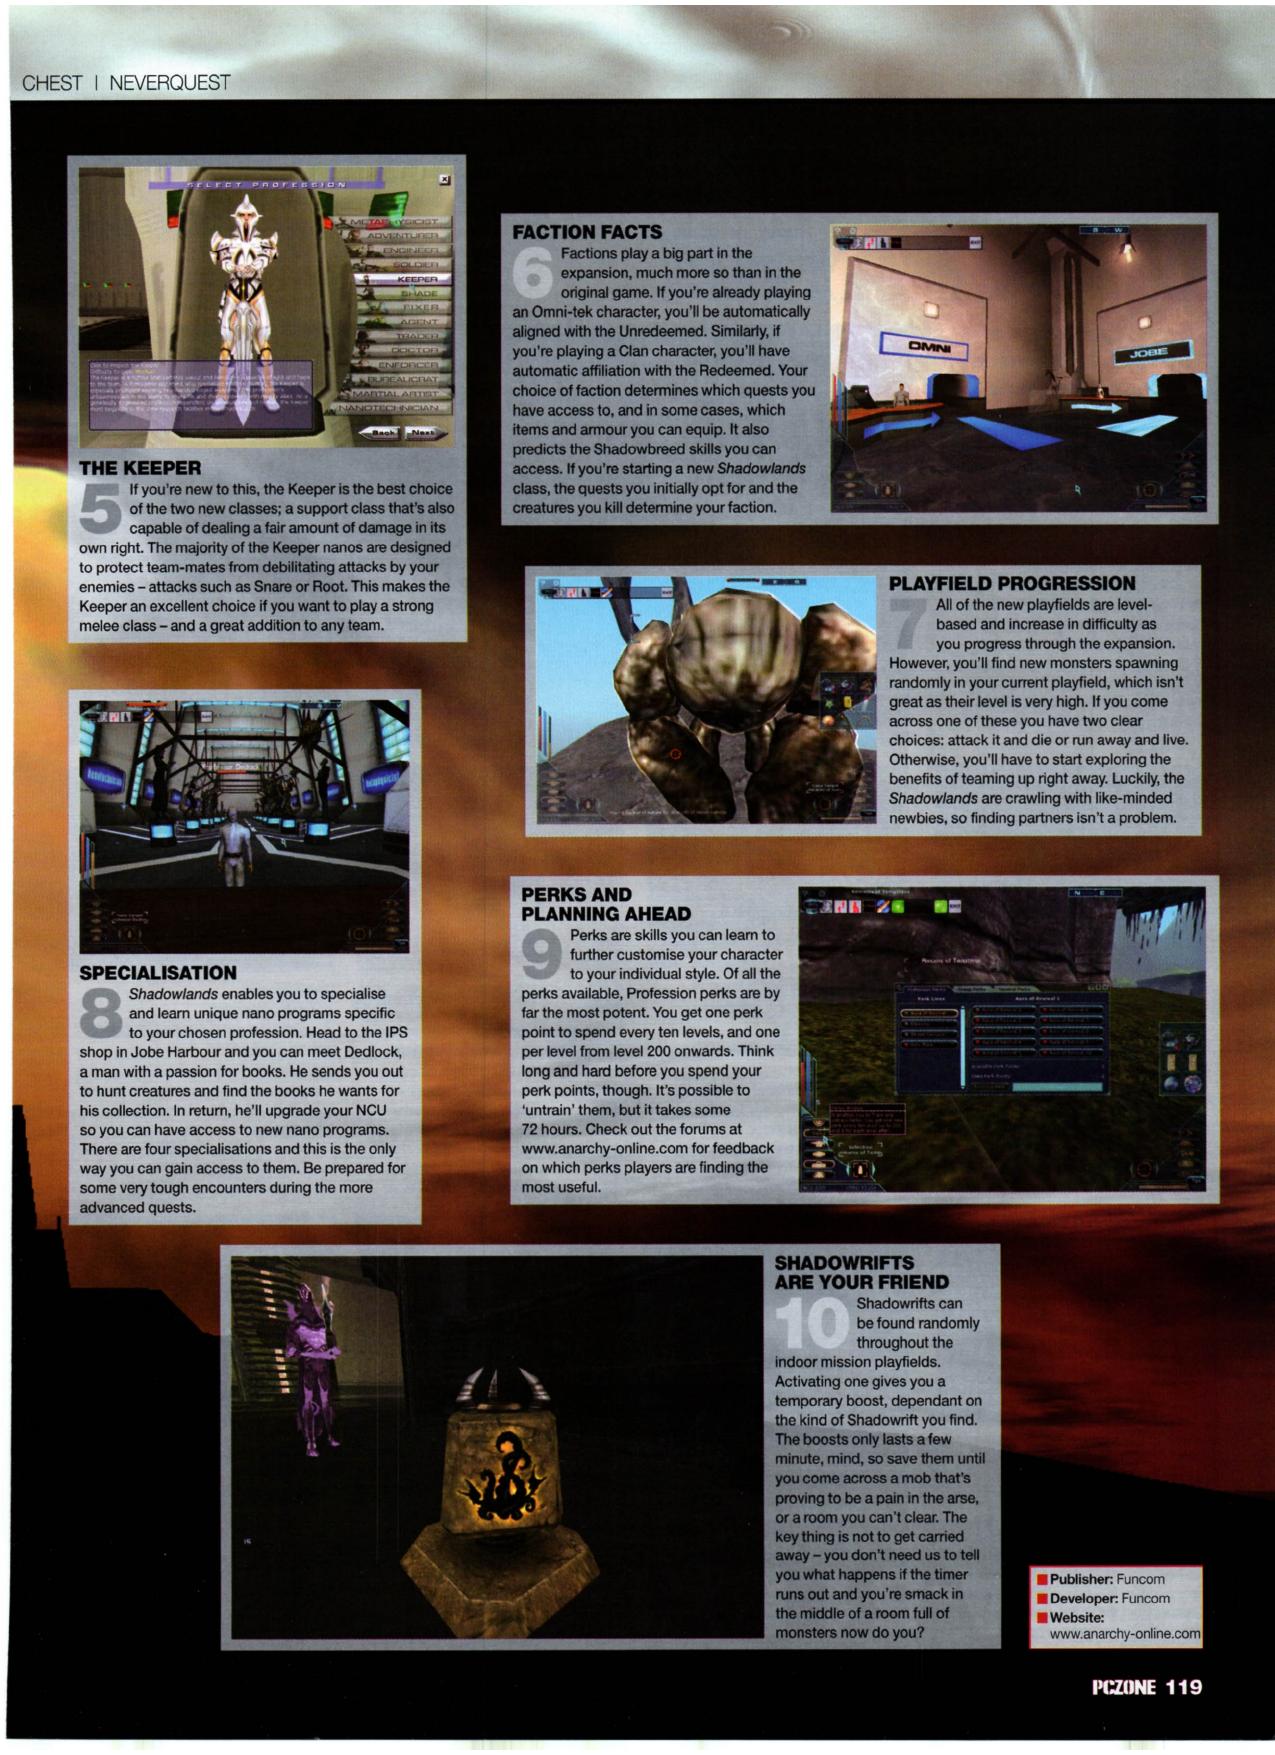 CHEST | NEVERQUEST
SELECT PROFESSION
METAPHYSICIST
ADVENTURER
ENGINEER
SOLDIER
KEEPER
SHADE
FIXER
AGENT
TRADER
DOCTOR
ENFORCER
BUREAUCRAT
MARTIAL ARTIST
NANOTECHNICIAN
Back Next
THE KEEPER
5 If you're new to this, the Keeper is the best choice
of the two new classes; a support class that's also
capable of dealing a fair amount of damage in its
own right. The majority of the Keeper nanos are designed
to protect team-mates from debilitating attacks by your
enemies – attacks such as Snare or Root. This makes the
Keeper an excellent choice if you want to play a strong
melee class – and a great addition to any team.
FACTION FACTS
6 Factions play a big part in the
expansion, much more so than in the
original game. If you're already playing
an Omni-tek character, you'll be automatically
aligned with the Unredeemed. Similarly, if
you're playing a Clan character, you'll have
automatic affiliation with the Redeemed. Your
choice of faction determines which quests you
have access to, and in some cases, which
items and armour you can equip. It also
predicts the Shadowbreed skills you can
access. If you're starting a new Shadowlands
class, the quests you initially opt for and the
creatures you kill determine your faction.
S W
OMNI
JOBE
PLAYFIELD PROGRESSION
7 All of the new playfields are level-
based and increase in difficulty as
you progress through the expansion.
However, you'll find new monsters spawning
randomly in your current playfield, which isn't
great as their level is very high. If you come
across one of these you have two clear
choices: attack it and die or run away and live.
Otherwise, you'll have to start exploring the
benefits of teaming up right away. Luckily, the
Shadowlands are crawling with like-minded
newbies, so finding partners isn't a problem.
SPECIALISATION
8 Shadowlands enables you to specialise
and learn unique nano programs specific
to your chosen profession. Head to the IPS
shop in Jobe Harbour and you can meet Dedlock,
a man with a passion for books. He sends you out
to hunt creatures and find the books he wants for
his collection. In return, he'll upgrade your NCU
so you can have access to new nano programs.
There are four specialisations and this is the only
way you can gain access to them. Be prepared for
some very tough encounters during the more
advanced quests.
PERKS AND
PLANNING AHEAD
9 Perks are skills you can learn to
further customise your character
to your individual style. Of all the
perks available, Profession perks are by
far the most potent. You get one perk
point to spend every ten levels, and one
per level from level 200 onwards. Think
long and hard before you spend your
perk points, though. It's possible to
'untrain' them, but it takes some
72 hours. Check out the forums at
www.anarchy-online.com for feedback
on which perks players are finding the
most useful.
N E
SHADOWRIFTS
ARE YOUR FRIEND
10 Shadowrifts can
be found randomly
throughout the
indoor mission playfields.
Activating one gives you a
temporary boost, dependant on
the kind of Shadowrift you find.
The boosts only lasts a few
minute, mind, so save them until
you come across a mob that's
proving to be a pain in the arse,
or a room you can't clear. The
key thing is not to get carried
away – you don't need us to tell
you what happens if the timer
runs out and you're smack in
the middle of a room full of
monsters now do you?
Publisher: Funcom
Developer: Funcom
Website:
www.anarchy-online.com
PCZONE 119